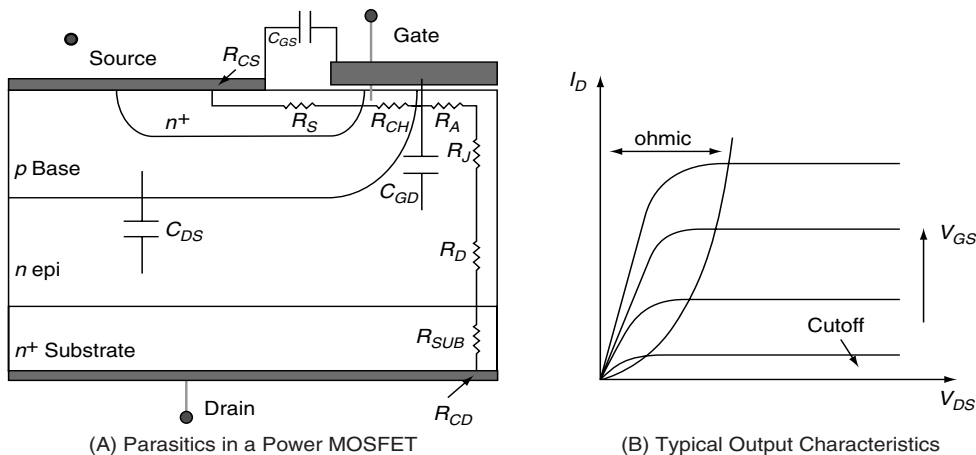 C_GS
Gate
Source
R_CS
n+
R_S
R_CH
R_A
R_J
p Base
C_GD
C_DS
R_D
n epi
n+ Substrate
R_SUB
Drain
R_CD
(A) Parasitics in a Power MOSFET
I_D
ohmic
V_GS
Cutoff
V_DS
(B) Typical Output Characteristics